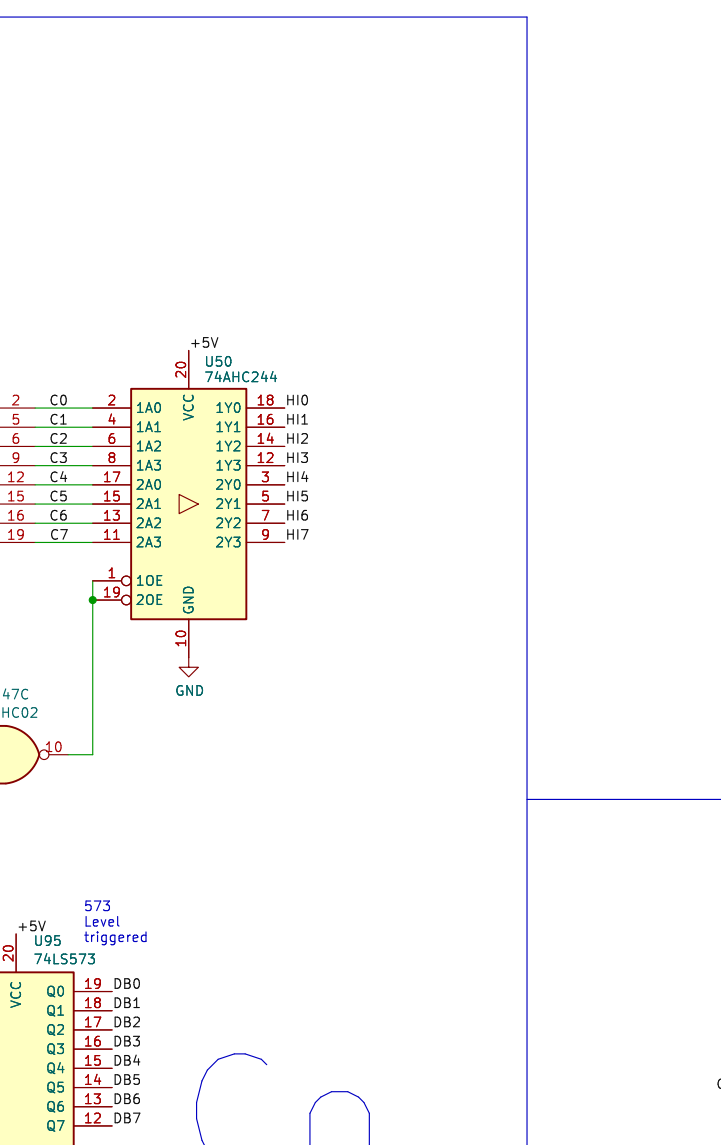 +5V
20
U50
74AHC244
2 C0 2 1A0 VCC 1Y0 18 HI0
5 C1 4 1A1 1Y1 16 HI1
6 C2 6 1A2 1Y2 14 HI2
9 C3 8 1A3 1Y3 12 HI3
12 C4 17 2A0 2Y0 3 HI4
15 C5 15 2A1 2Y1 5 HI5
16 C6 13 2A2 2Y2 7 HI6
19 C7 11 2A3 2Y3 9 HI7
1 1OE
19 2OE GND
10
GND
47C
HC02
10
573
Level
triggered
+5V
20
U95
74LS573
VCC Q0 19 DB0
Q1 18 DB1
Q2 17 DB2
Q3 16 DB3
Q4 15 DB4
Q5 14 DB5
Q6 13 DB6
Q7 12 DB7